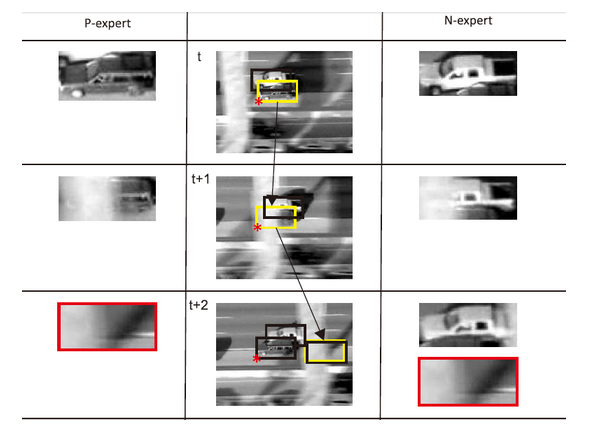 P-expert
N-expert
t
*
t+1
*
t+2
*